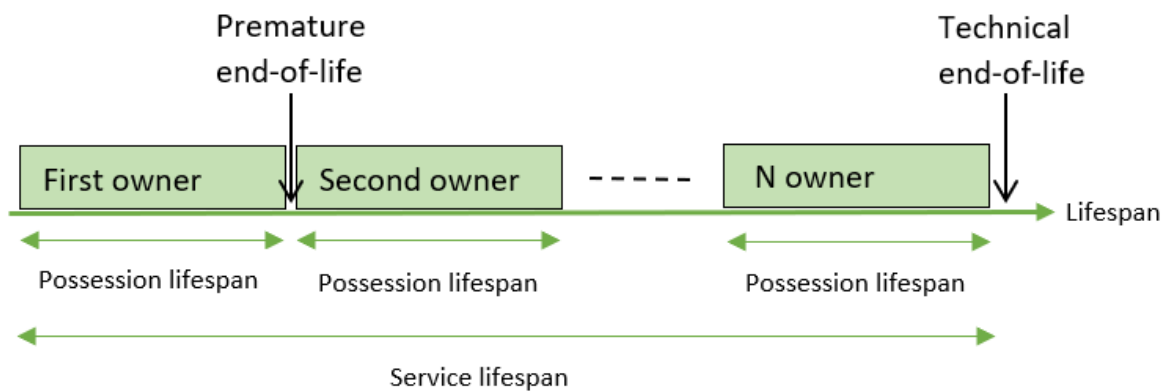 Premature
end-of-life
Technical
end-of-life
First owner
Second owner
N owner
Lifespan
Possession lifespan
Possession lifespan
Possession lifespan
Service lifespan